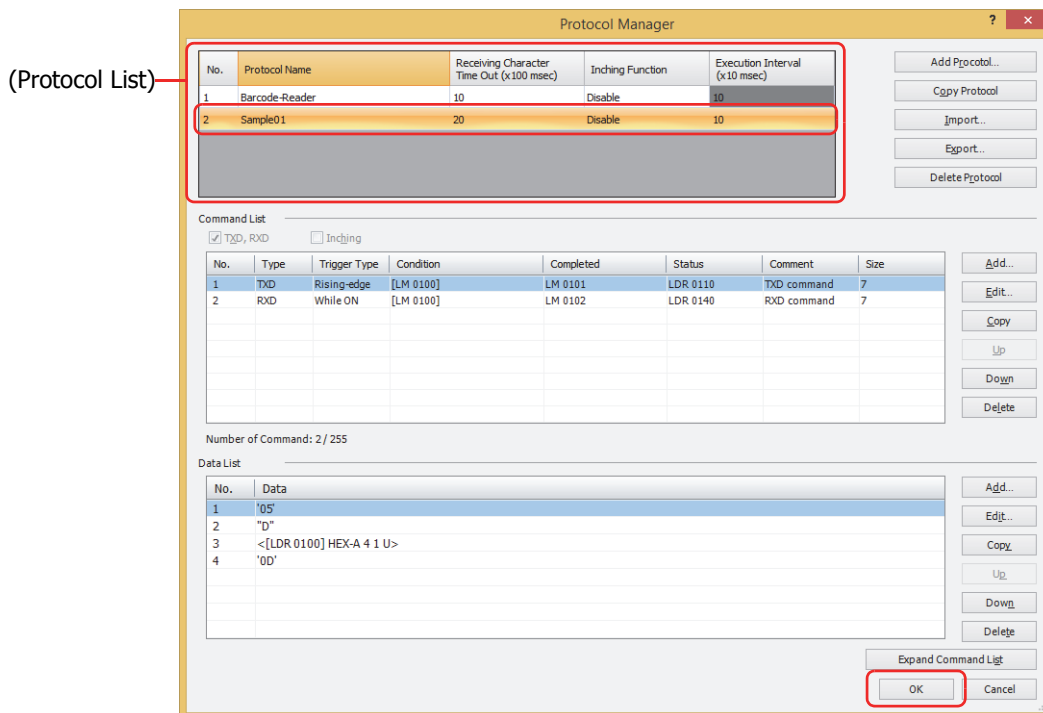 Protocol Manager
? ×
(Protocol List)
No. Protocol Name Receiving Character Time Out (x100 msec) Inching Function Execution Interval (x10 msec)
1 Barcode-Reader 10 Disable 10
2 Sample01 20 Disable 10
Add Procotol...
Copy Protocol
Import...
Export...
Delete Protocol
Command List
TXD, RXD Inching
No. Type Trigger Type Condition Completed Status Comment Size
1 TXD Rising-edge [LM 0100] LM 0101 LDR 0110 TXD command 7
2 RXD While ON [LM 0100] LM 0102 LDR 0140 RXD command 7
Add...
Edit...
Copy
Up
Down
Delete
Number of Command: 2 / 255
Data List
No. Data
1 '05'
2 "D"
3 <[LDR 0100] HEX-A 4 1 U>
4 '0D'
Add...
Edit...
Copy
Up
Down
Delete
Expand Command List
OK Cancel